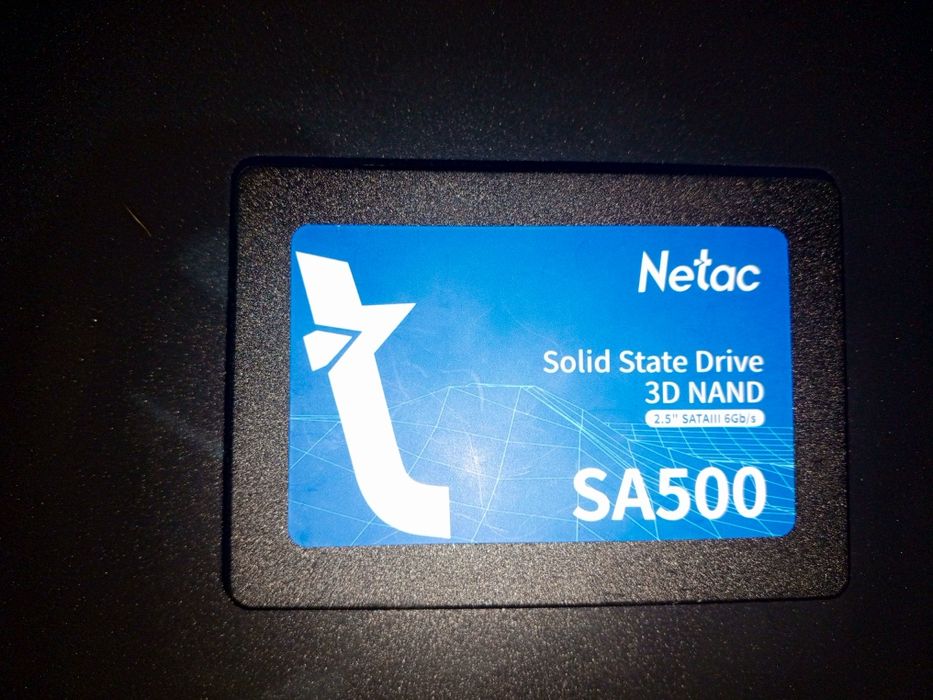 Netac
Solid State Drive
3D NAND
2.5" SATAIII 6Gb/s
SA500